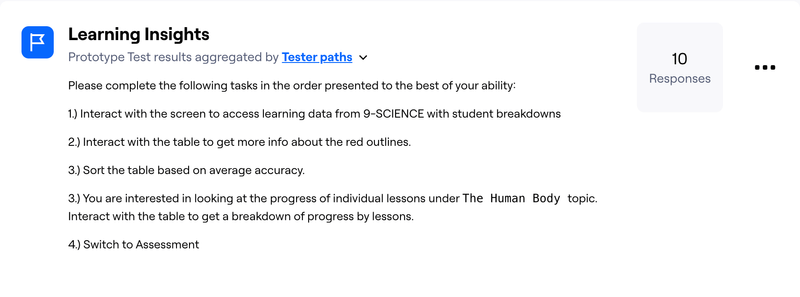 Learning Insights
Prototype Test results aggregated by Tester paths
10
Responses
Please complete the following tasks in the order presented to the best of your ability:
1.) Interact with the screen to access learning data from 9-SCIENCE with student breakdowns
2.) Interact with the table to get more info about the red outlines.
3.) Sort the table based on average accuracy.
3.) You are interested in looking at the progress of individual lessons under The Human Body topic.
Interact with the table to get a breakdown of progress by lessons.
4.) Switch to Assessment